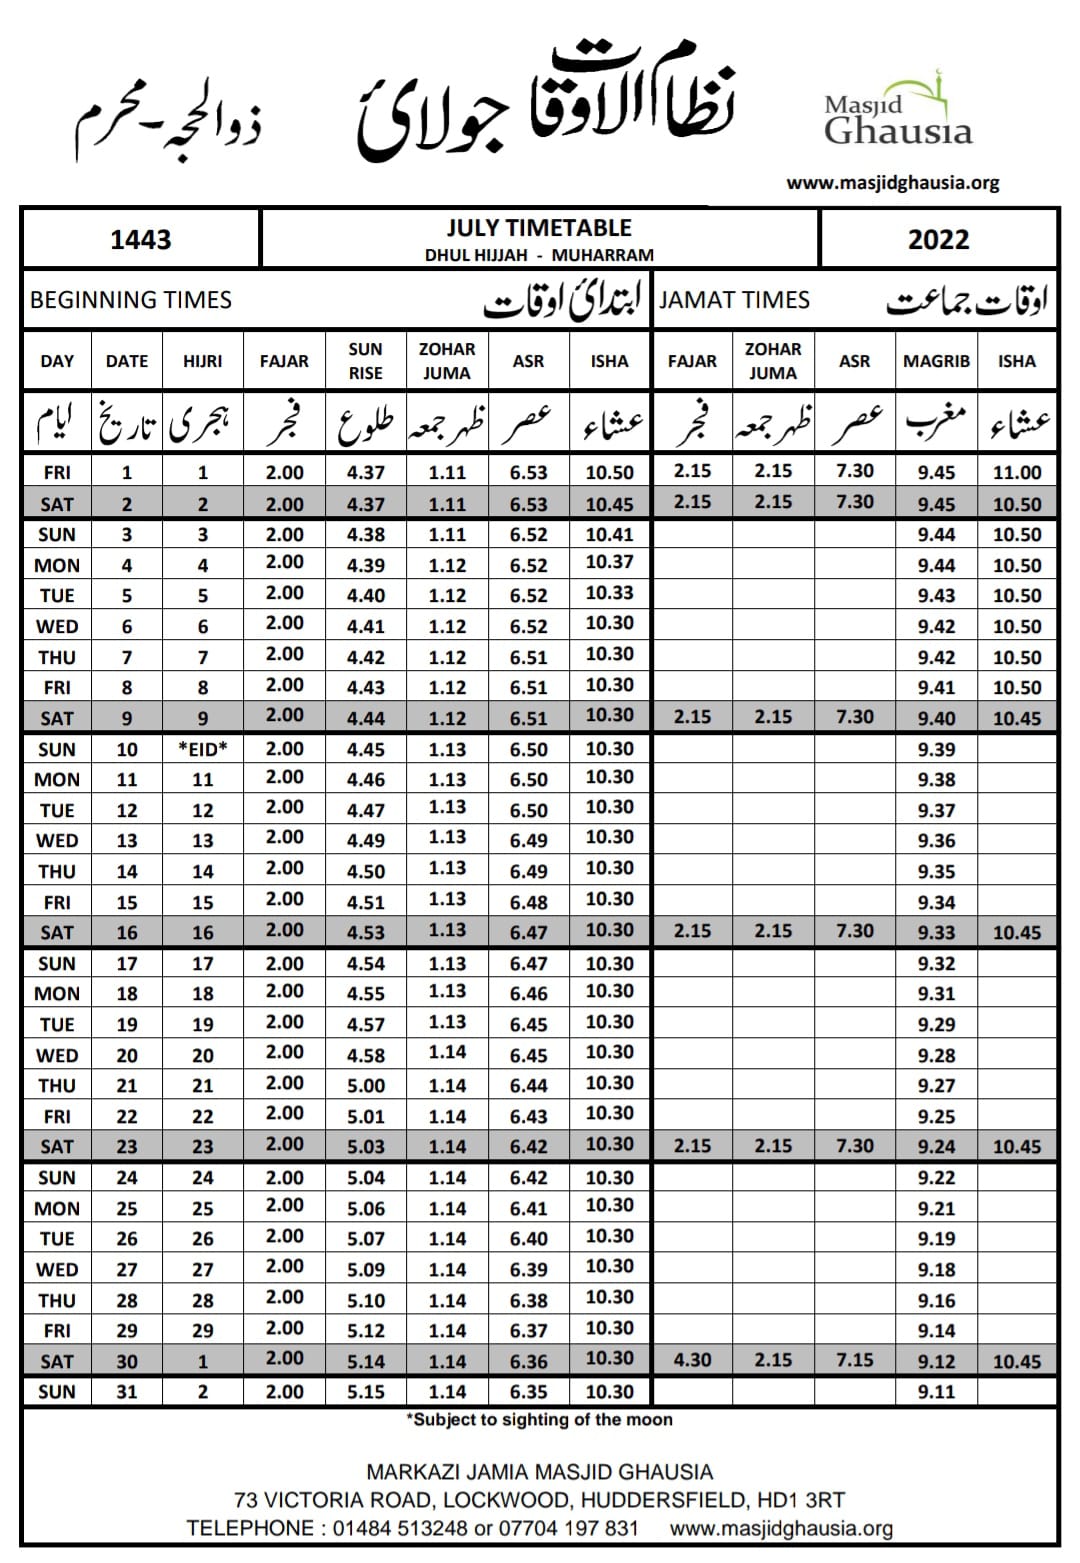 نظام الاوقات جولائ
ذوالحجہ - محرم
Masjid
Ghausia
www.masjidghausia.org
1443 JULY TIMETABLE 2022
DHUL HIJJAH - MUHARRAM
BEGINNING TIMES ابتدائ اوقات JAMAT TIMES اوقات جماعت
DAY DATE HIJRI FAJAR SUN RISE ZOHAR JUMA ASR ISHA FAJAR ZOHAR JUMA ASR MAGRIB ISHA
ایام تاریخ ہجری فجر طلوع ظہر جمعہ عصر عشاء فجر ظہر جمعہ عصر مغرب عشاء
FRI 1 1 2.00 4.37 1.11 6.53 10.50 2.15 2.15 7.30 9.45 11.00
SAT 2 2 2.00 4.37 1.11 6.53 10.45 2.15 2.15 7.30 9.45 10.50
SUN 3 3 2.00 4.38 1.11 6.52 10.41 9.44 10.50
MON 4 4 2.00 4.39 1.12 6.52 10.37 9.44 10.50
TUE 5 5 2.00 4.40 1.12 6.52 10.33 9.43 10.50
WED 6 6 2.00 4.41 1.12 6.52 10.30 9.42 10.50
THU 7 7 2.00 4.42 1.12 6.51 10.30 9.42 10.50
FRI 8 8 2.00 4.43 1.12 6.51 10.30 9.41 10.50
SAT 9 9 2.00 4.44 1.12 6.51 10.30 2.15 2.15 7.30 9.40 10.45
SUN 10 *EID* 2.00 4.45 1.13 6.50 10.30 9.39
MON 11 11 2.00 4.46 1.13 6.50 10.30 9.38
TUE 12 12 2.00 4.47 1.13 6.50 10.30 9.37
WED 13 13 2.00 4.49 1.13 6.49 10.30 9.36
THU 14 14 2.00 4.50 1.13 6.49 10.30 9.35
FRI 15 15 2.00 4.51 1.13 6.48 10.30 9.34
SAT 16 16 2.00 4.53 1.13 6.47 10.30 2.15 2.15 7.30 9.33 10.45
SUN 17 17 2.00 4.54 1.13 6.47 10.30 9.32
MON 18 18 2.00 4.55 1.13 6.46 10.30 9.31
TUE 19 19 2.00 4.57 1.13 6.45 10.30 9.29
WED 20 20 2.00 4.58 1.14 6.45 10.30 9.28
THU 21 21 2.00 5.00 1.14 6.44 10.30 9.27
FRI 22 22 2.00 5.01 1.14 6.43 10.30 9.25
SAT 23 23 2.00 5.03 1.14 6.42 10.30 2.15 2.15 7.30 9.24 10.45
SUN 24 24 2.00 5.04 1.14 6.42 10.30 9.22
MON 25 25 2.00 5.06 1.14 6.41 10.30 9.21
TUE 26 26 2.00 5.07 1.14 6.40 10.30 9.19
WED 27 27 2.00 5.09 1.14 6.39 10.30 9.18
THU 28 28 2.00 5.10 1.14 6.38 10.30 9.16
FRI 29 29 2.00 5.12 1.14 6.37 10.30 9.14
SAT 30 1 2.00 5.14 1.14 6.36 10.30 4.30 2.15 7.15 9.12 10.45
SUN 31 2 2.00 5.15 1.14 6.35 10.30 9.11
*Subject to sighting of the moon
MARKAZI JAMIA MASJID GHAUSIA
73 VICTORIA ROAD, LOCKWOOD, HUDDERSFIELD, HD1 3RT
TELEPHONE : 01484 513248 or 07704 197 831 www.masjidghausia.org